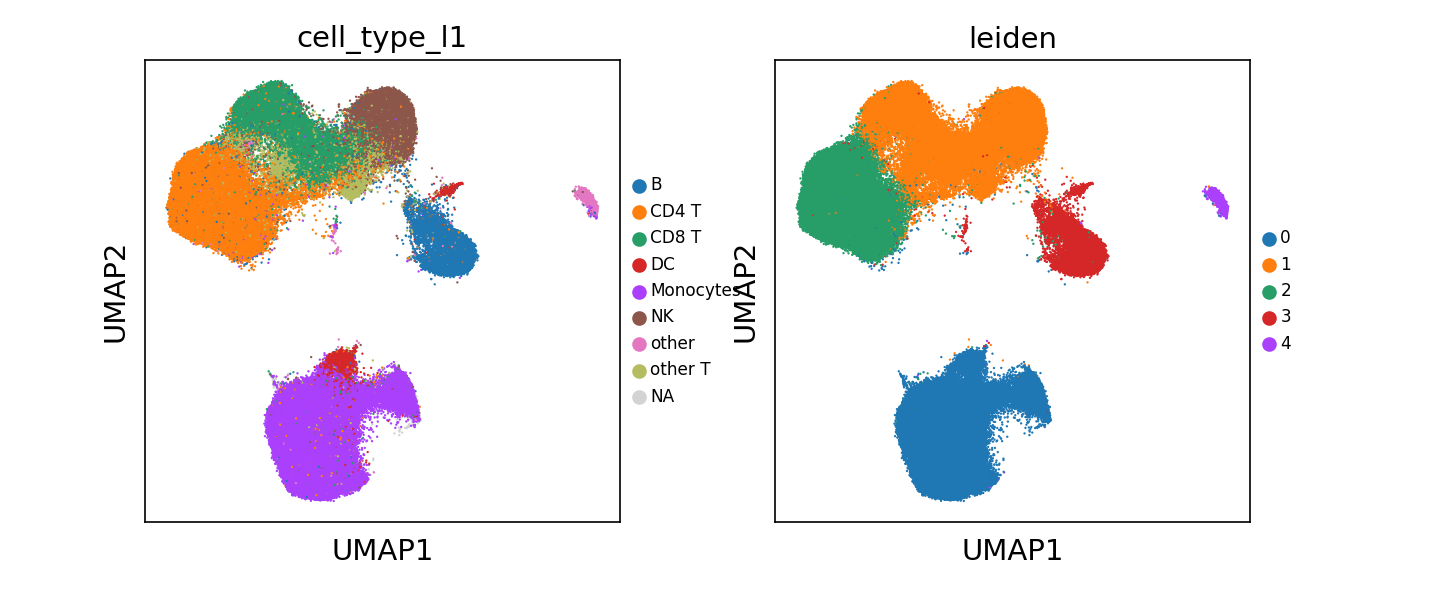 cell_type_l1
UMAP2
UMAP1
B
CD4 T
CD8 T
DC
Monocytes
NK
other
other T
NA
leiden
UMAP2
UMAP1
0
1
2
3
4